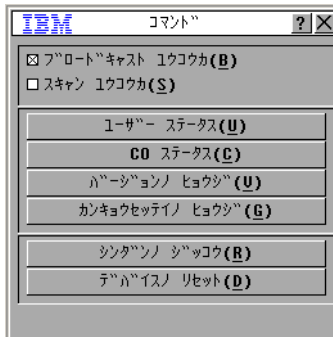 IBM コマンド ? ×
ブロードキャスト ユウコウカ(B)
スキャン ユウコウカ(S)
ユーザー ステータス(U)
CO ステータス(C)
バージョンノ ヒョウジ(V)
カンキョウセッテイノ ヒョウジ(G)
シンダンノ ジッコウ(R)
デバイスノ リセット(D)